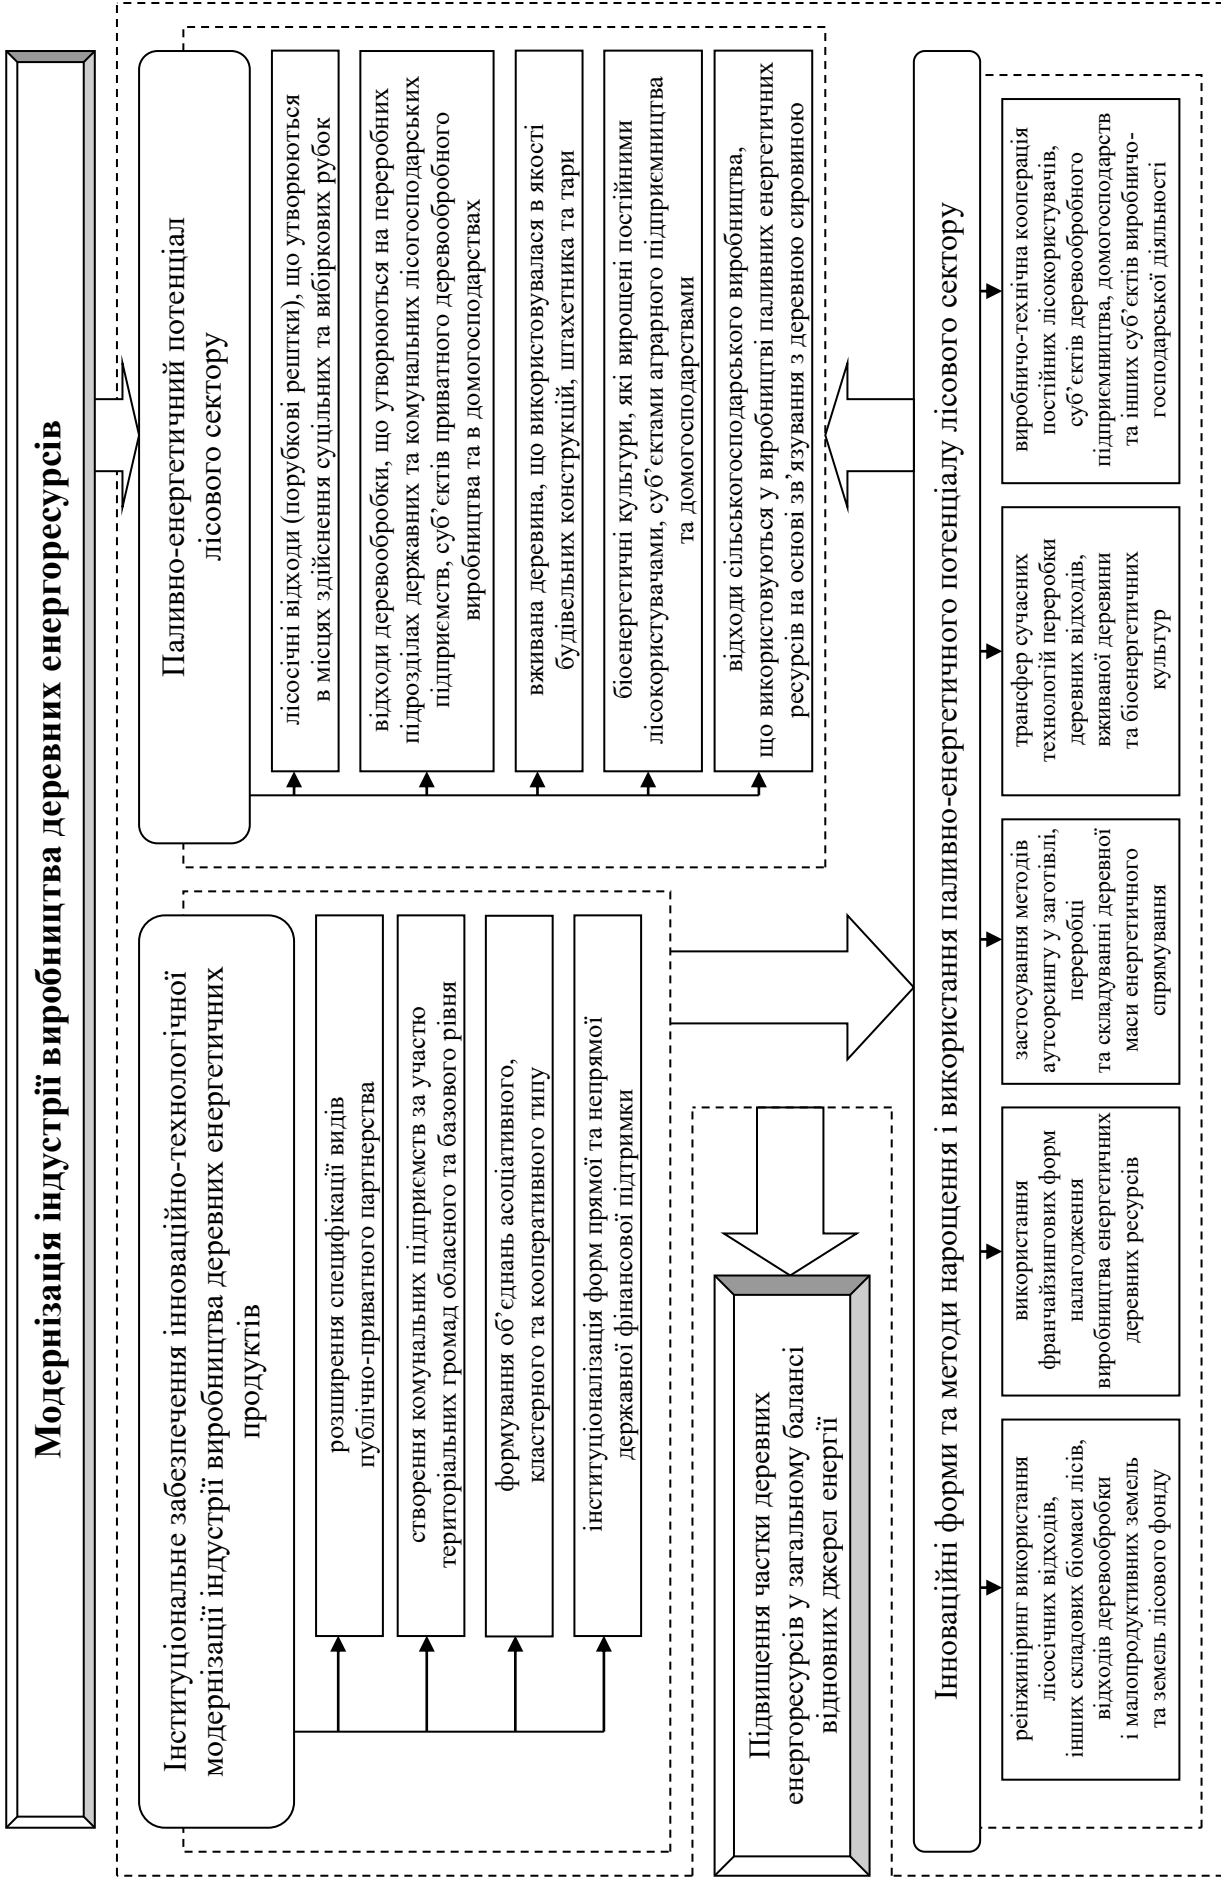 Модернізація індустрії виробництва деревних енергоресурсів
Інституціональне забезпечення інноваційно-технологічної
модернізації індустрії виробництва деревних енергетичних
продуктів
розширення специфікації видів
публічно-приватного партнерства
створення комунальних підприємств за участю
територіальних громад обласного та базового рівня
формування об’єднань асоціативного,
кластерного та кооперативного типу
інституціоналізація форм прямої та непрямої
державної фінансової підтримки
Паливно-енергетичний потенціал
лісового сектору
лісосічні відходи (порубкові рештки), що утворюються
в місцях здійснення суцільних та вибіркових рубок
відходи деревообробки, що утворюються на переробних
підрозділах державних та комунальних лісогосподарських
підприємств, суб’єктів приватного деревообробного
виробництва та в домогосподарствах
вживана деревина, що використовувалася в якості
будівельних конструкцій, штахетника та тари
біоенергетичні культури, які вирощені постійними
лісокористувачами, суб’єктами аграрного підприємництва
та домогосподарствами
відходи сільськогосподарського виробництва,
що використовуються у виробництві паливних енергетичних
ресурсів на основі зв’язування з деревною сировиною
Підвищення частки деревних
енергоресурсів у загальному балансі
відновних джерел енергії
Інноваційні форми та методи нарощення і використання паливно-енергетичного потенціалу лісового сектору
реінжиніринг використання
лісосічних відходів,
інших складових біомаси лісів,
відходів деревообробки
і малопродуктивних земель
та земель лісового фонду
використання
франчайзингових форм
налагодження
виробництва енергетичних
деревних ресурсів
застосування методів
аутсорсингу у заготівлі,
переробці
та складуванні деревної
маси енергетичного
спрямування
трансфер сучасних
технологій переробки
деревних відходів,
вживаної деревини
та біоенергетичних
культур
виробничо-технічна кооперація
постійних лісокористувачів,
суб’єктів деревообробного
підприємництва, домогосподарств
та інших суб’єктів виробничо-
господарської діяльності